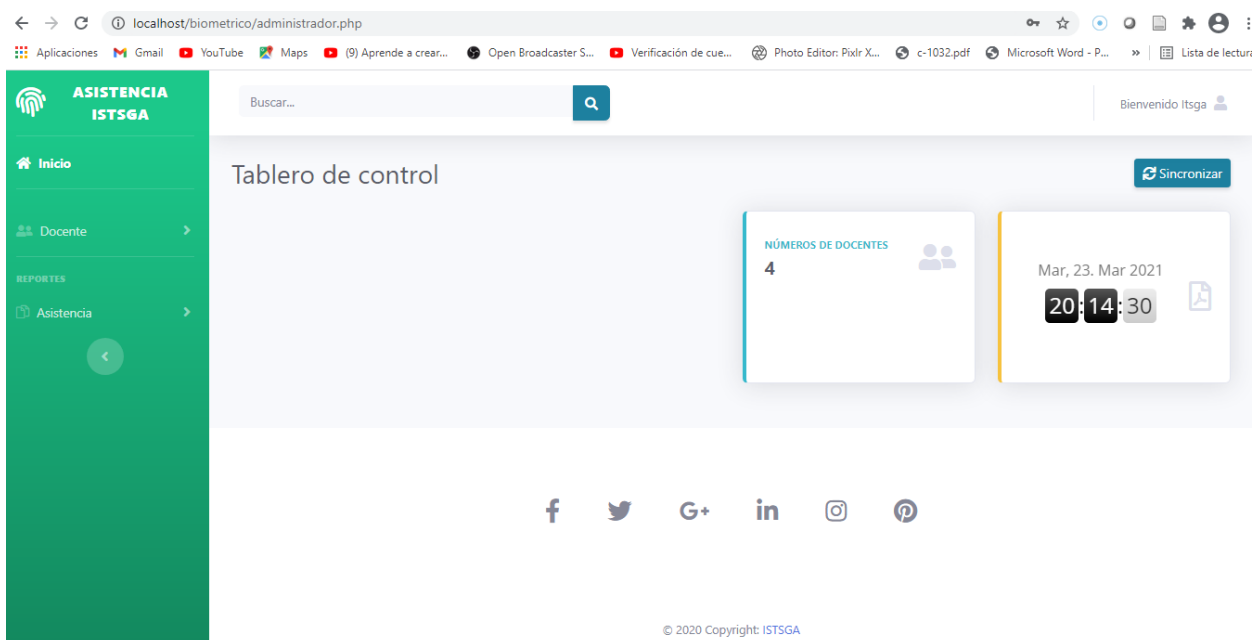 localhost/biometrico/administrador.php
Aplicaciones Gmail YouTube Maps (9) Aprende a crear... Open Broadcaster S... Verificación de cue... Photo Editor: Pixlr X... c-1032.pdf Microsoft Word - P... » Lista de lectura
ASISTENCIA
ISTSGA
Buscar...
Bienvenido Itsga
Inicio
Tablero de control
Sincronizar
Docente
REPORTES
Asistencia
NÚMEROS DE DOCENTES
4
Mar, 23. Mar 2021
20:14:30
G+
in
© 2020 Copyright: ISTSGA